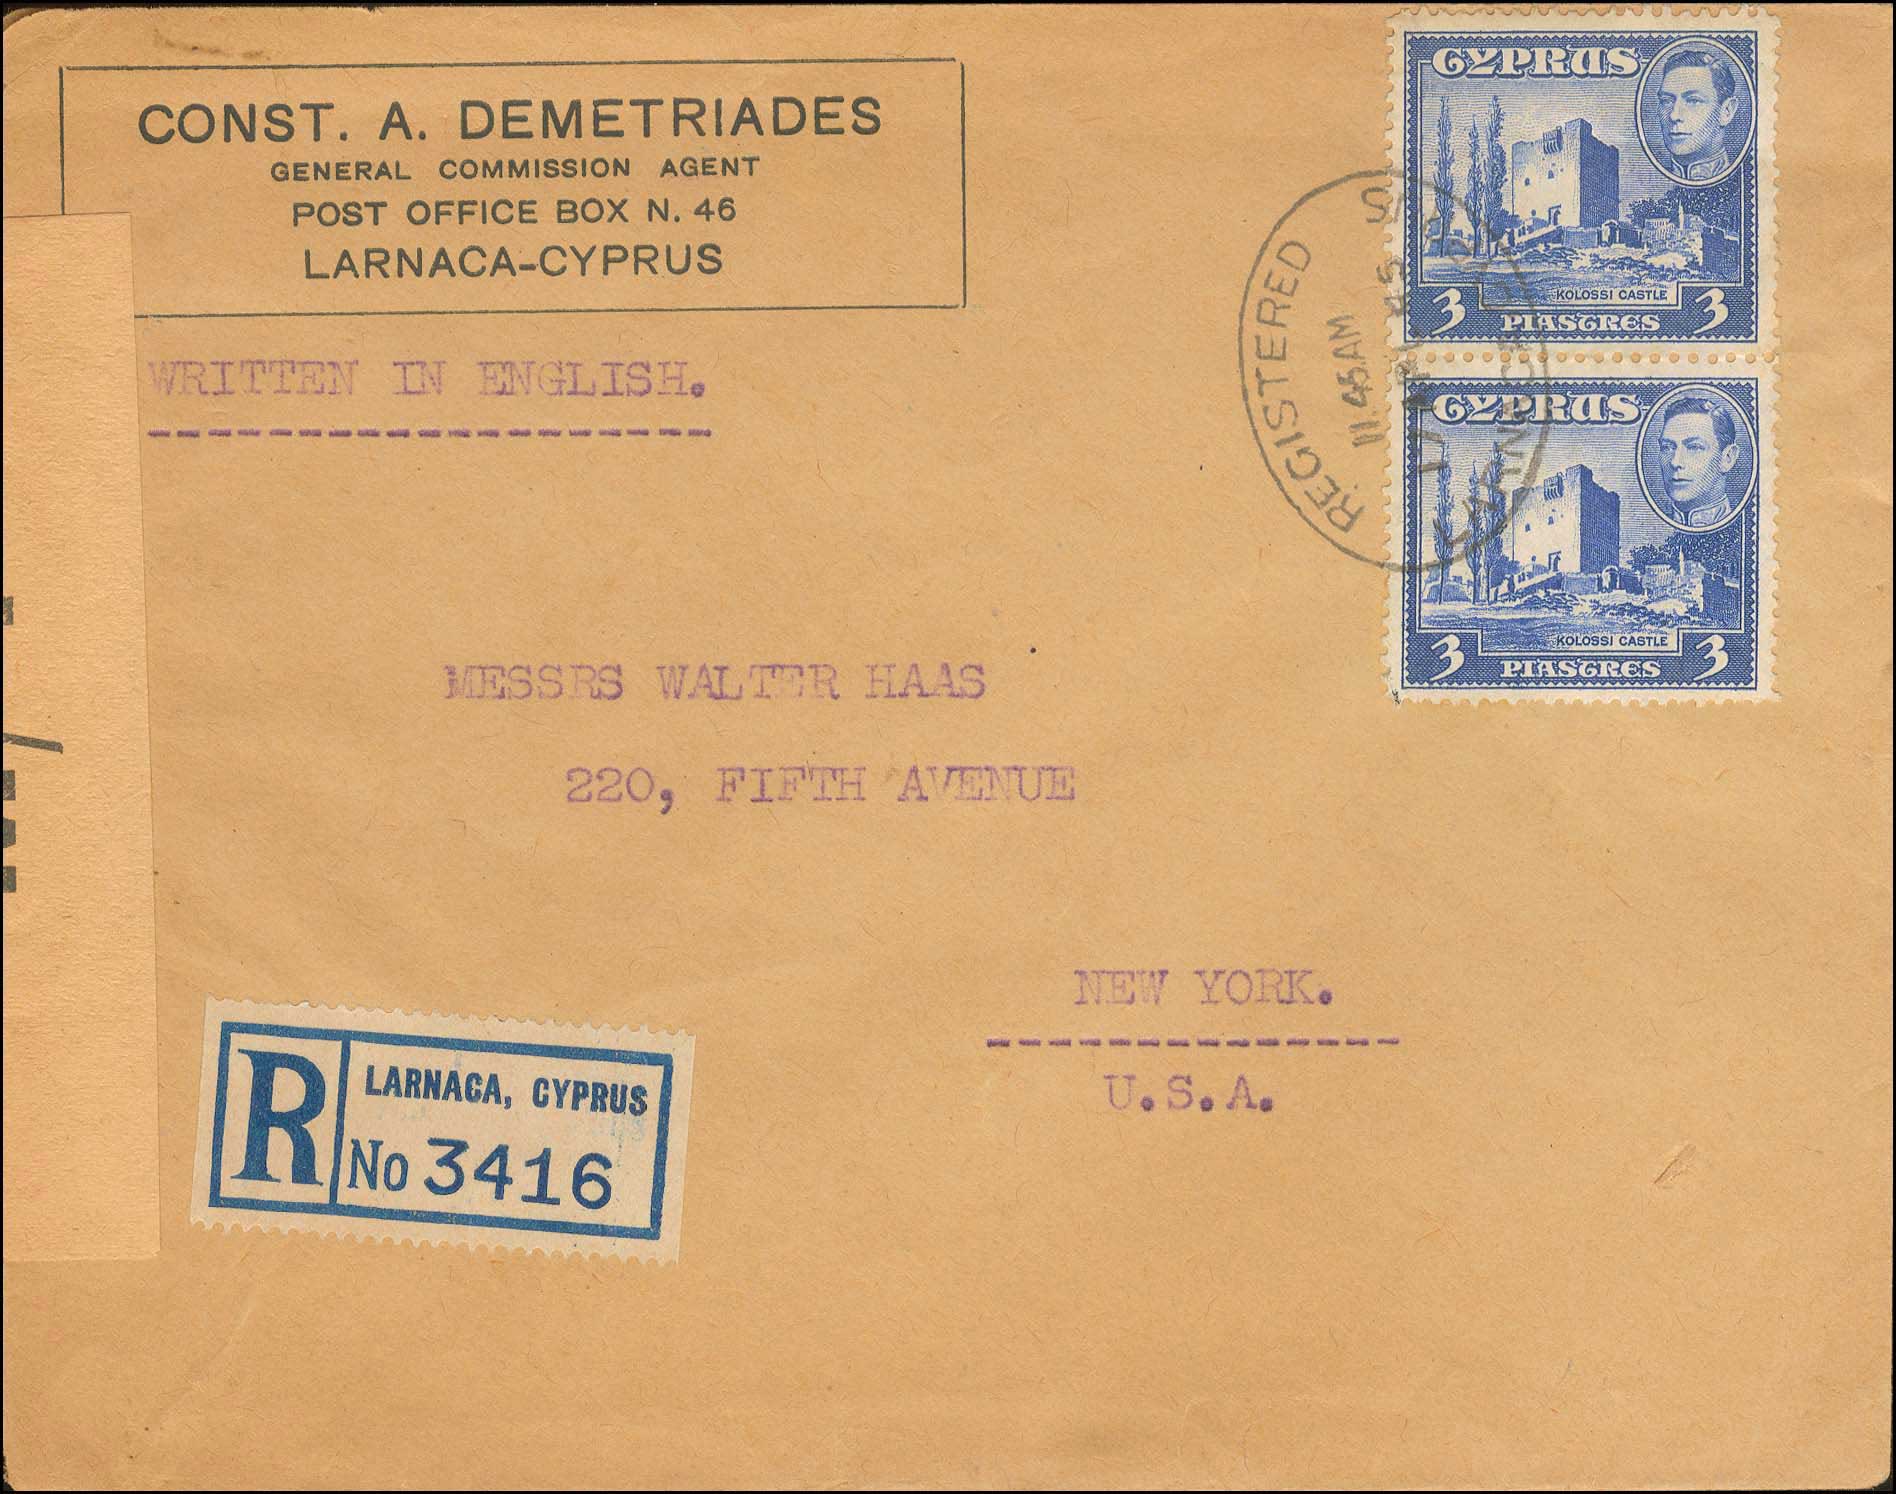 CONST. A. DEMETRIADES
GENERAL COMMISSION AGENT
POST OFFICE BOX N. 46
LARNACA-CYPRUS
WRITTEN IN ENGLISH.
CYPRUS
KOLOSSI CASTLE
3 PIASTRES 3
CYPRUS
KOLOSSI CASTLE
3 PIASTRES 3
REGISTERED
11.45AM
LARNACA
MESSRS WALTER HAAS
220, FIFTH AVENUE
NEW YORK.
U.S.A.
R
LARNACA, CYPRUS
No 3416